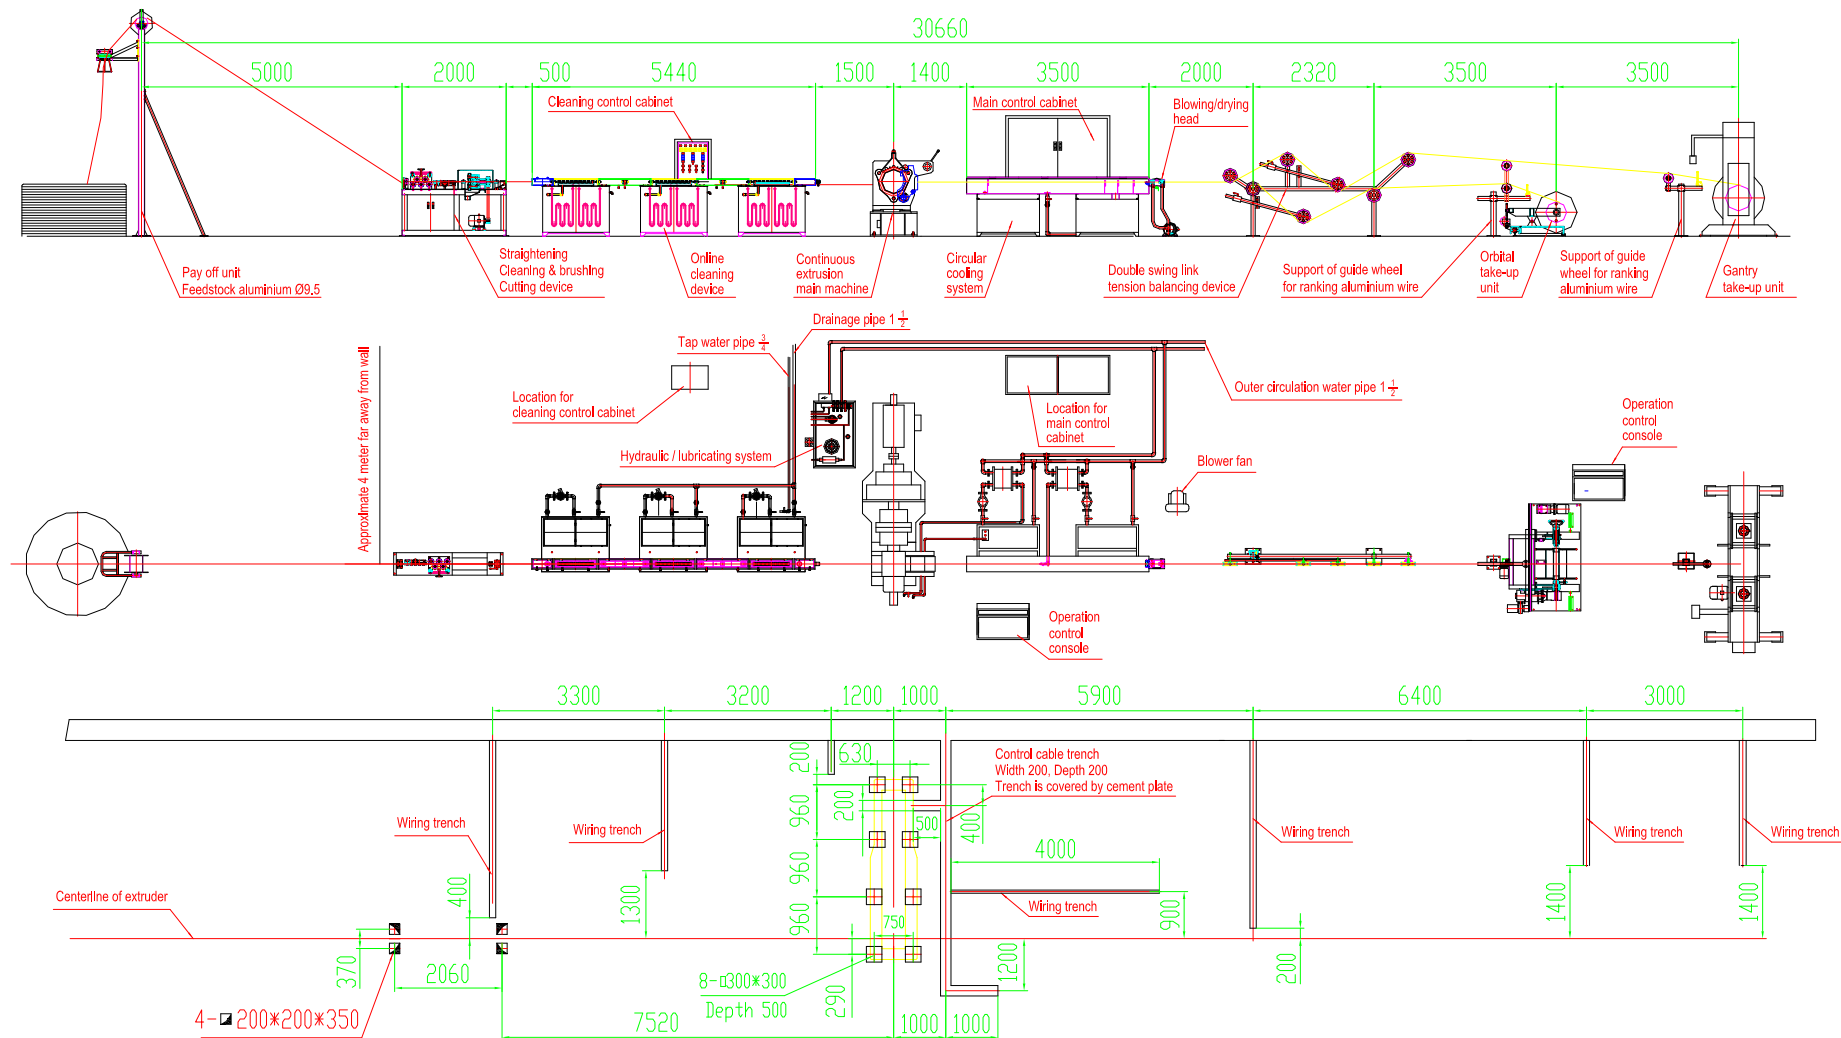 30660
5000
2000
500
5440
1500
1400
3500
2000
2320
3500
3500
Cleaning control cabinet
Main control cabinet
Blowing/drying
head
Pay off unit
Feedstock aluminium Ø9.5
Straightening
Cleaning & brushing
Cutting device
Online
cleaning
device
Continuous
extrusion
main machine
Circular
cooling
system
Double swing link
tension balancing device
Support of guide wheel
for ranking aluminium wire
Orbital
take-up
unit
Support of guide
wheel for ranking
aluminium wire
Gantry
take-up unit
Approximate 4 meter far away from wall
Drainage pipe 1 1/2
Tap water pipe 3/4
Location for
cleaning control cabinet
Hydraulic / lubricating system
Outer circulation water pipe 1 1/2
Location for
main control
cabinet
Blower fan
Operation
control
console
Operation
control
console
3300
3200
1200
1000
5900
6400
3000
200
630
960
200
500
400
960
960
750
290
Control cable trench
Width 200, Depth 200
Trench is covered by cement plate
Wiring trench
Wiring trench
Wiring trench
Wiring trench
Wiring trench
Wiring trench
4000
900
400
1300
1400
1400
200
1200
Centerline of extruder
370
2060
8-□300*300
Depth 500
4-◪200*200*350
7520
1000
1000